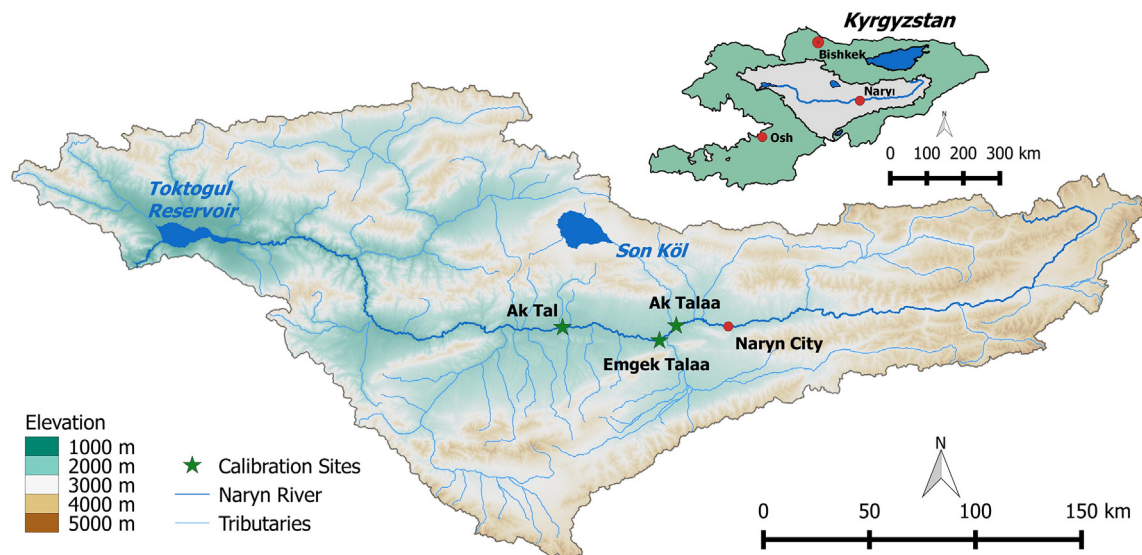 Kyrgyzstan
Bishkek
Naryı
Osh
N
0 100 200 300 km
Toktogul
Reservoir
Son Köl
Ak Tal
Ak Talaa
Naryn City
Emgek Talaa
Elevation
1000 m
2000 m
3000 m
4000 m
5000 m
Calibration Sites
Naryn River
Tributaries
N
0 50 100 150 km